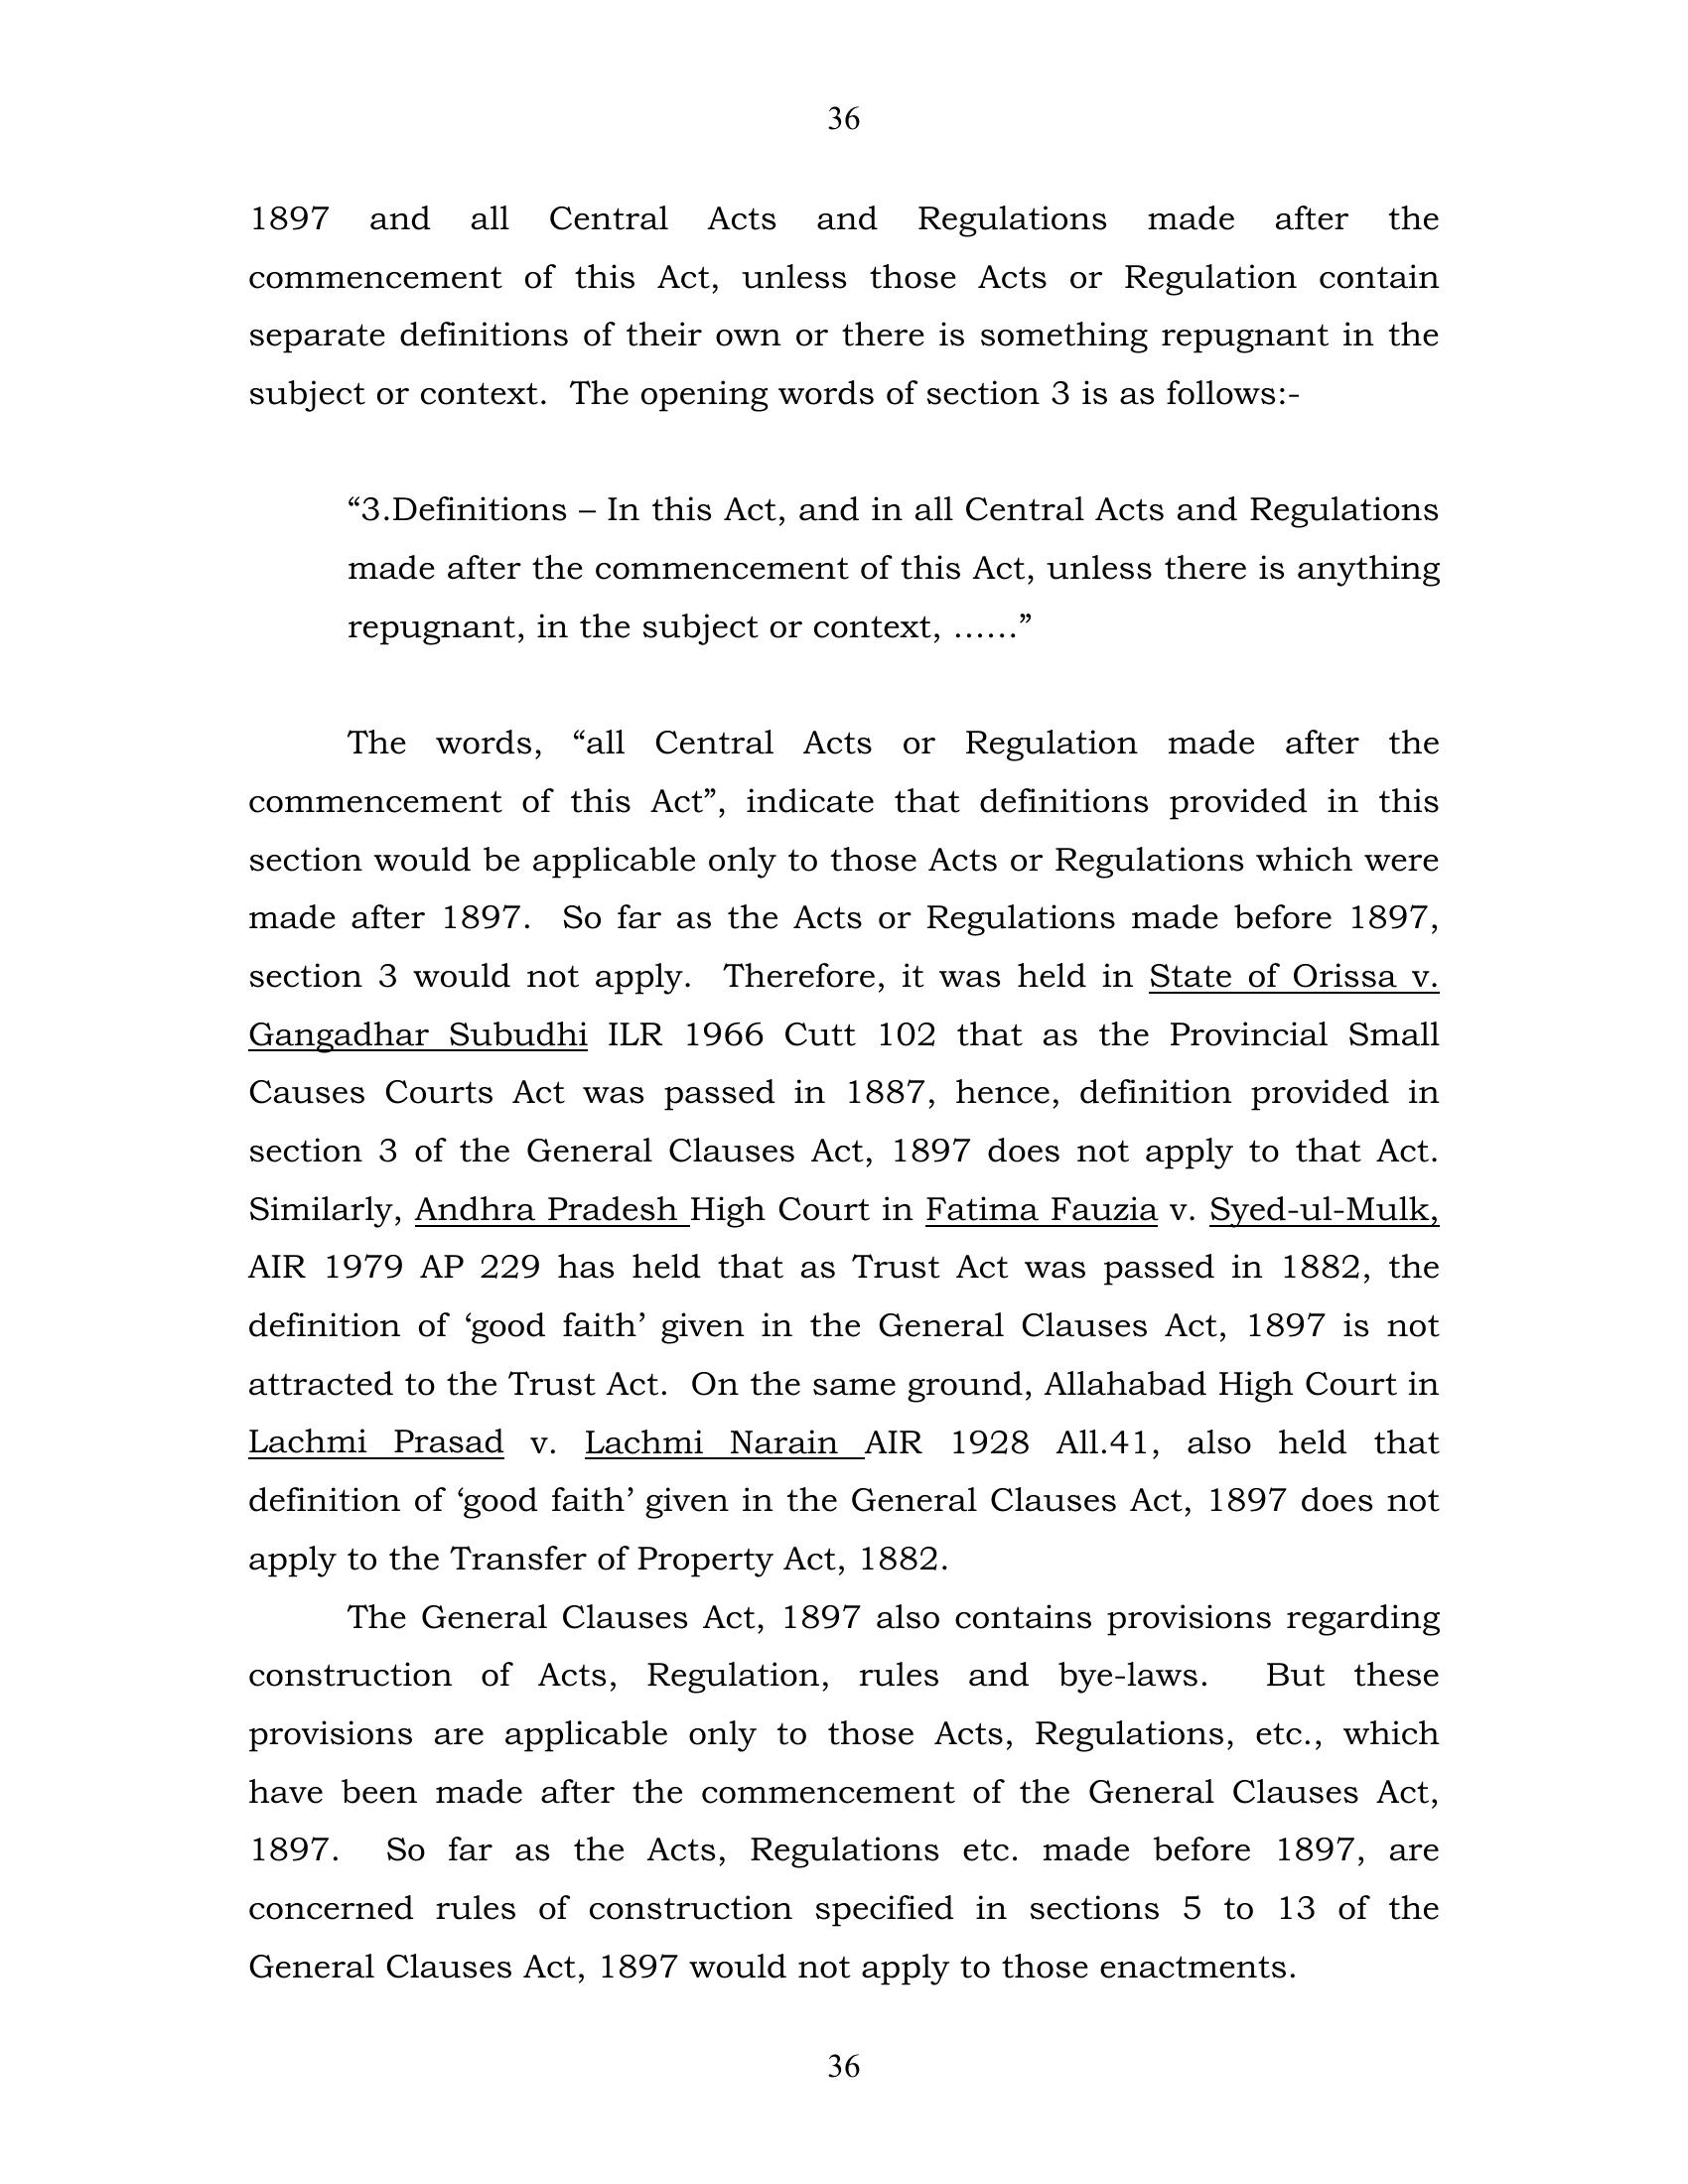 36
1897 and all Central Acts and Regulations made after the
commencement of this Act, unless those Acts or Regulation contain
separate definitions of their own or there is something repugnant in the
subject or context.  The opening words of section 3 is as follows:-
“3.Definitions – In this Act, and in all Central Acts and Regulations
made after the commencement of this Act, unless there is anything
repugnant, in the subject or context, ……”
The words, “all Central Acts or Regulation made after the
commencement of this Act”, indicate that definitions provided in this
section would be applicable only to those Acts or Regulations which were
made after 1897.  So far as the Acts or Regulations made before 1897,
section 3 would not apply.  Therefore, it was held in State of Orissa v.
Gangadhar Subudhi ILR 1966 Cutt 102 that as the Provincial Small
Causes Courts Act was passed in 1887, hence, definition provided in
section 3 of the General Clauses Act, 1897 does not apply to that Act.
Similarly, Andhra Pradesh High Court in Fatima Fauzia v. Syed-ul-Mulk,
AIR 1979 AP 229 has held that as Trust Act was passed in 1882, the
definition of ‘good faith’ given in the General Clauses Act, 1897 is not
attracted to the Trust Act.  On the same ground, Allahabad High Court in
Lachmi Prasad v. Lachmi Narain AIR 1928 All.41, also held that
definition of ‘good faith’ given in the General Clauses Act, 1897 does not
apply to the Transfer of Property Act, 1882.
The General Clauses Act, 1897 also contains provisions regarding
construction of Acts, Regulation, rules and bye-laws.  But these
provisions are applicable only to those Acts, Regulations, etc., which
have been made after the commencement of the General Clauses Act,
1897.  So far as the Acts, Regulations etc. made before 1897, are
concerned rules of construction specified in sections 5 to 13 of the
General Clauses Act, 1897 would not apply to those enactments.
36